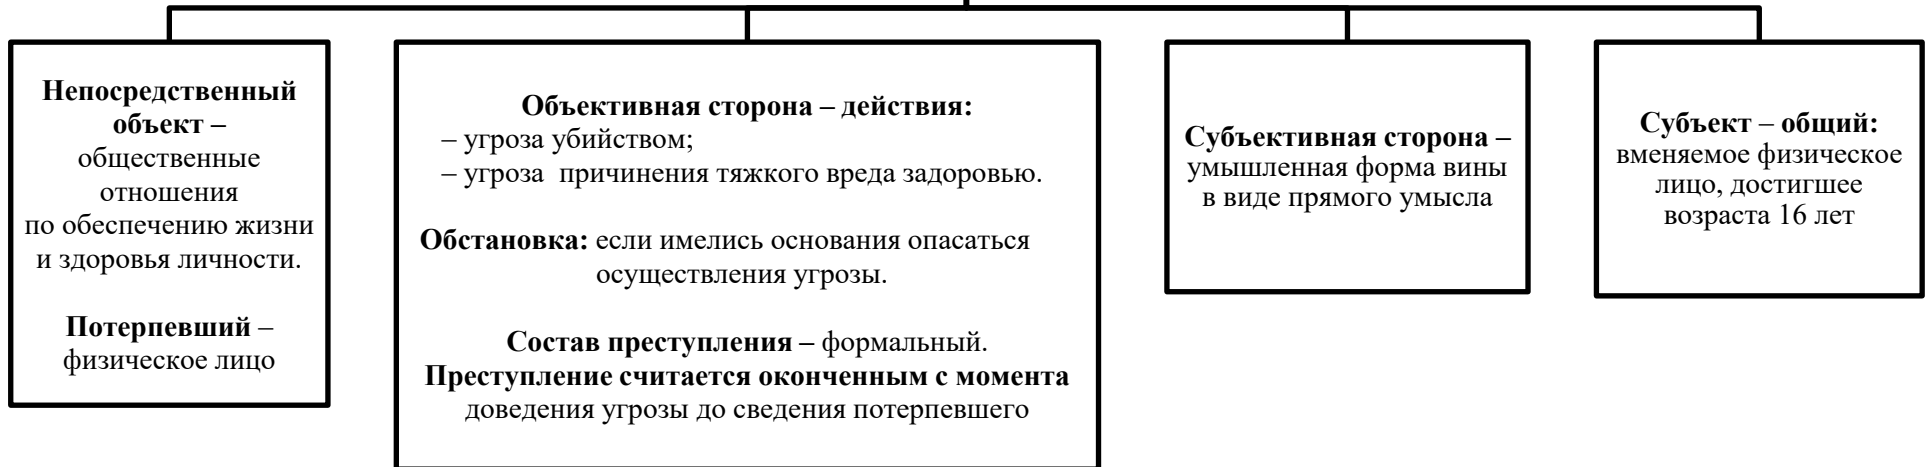 Непосредственный
объект –
общественные
отношения
по обеспечению жизни
и здоровья личности.
Потерпевший –
физическое лицо
Объективная сторона – действия:
– угроза убийством;
– угроза причинения тяжкого вреда задоровью.
Обстановка: если имелись основания опасаться
осуществления угрозы.
Состав преступления – формальный.
Преступление считается оконченным с момента
доведения угрозы до сведения потерпевшего
Субъективная сторона –
умышленная форма вины
в виде прямого умысла
Субъект – общий:
вменяемое физическое
лицо, достигшее
возраста 16 лет